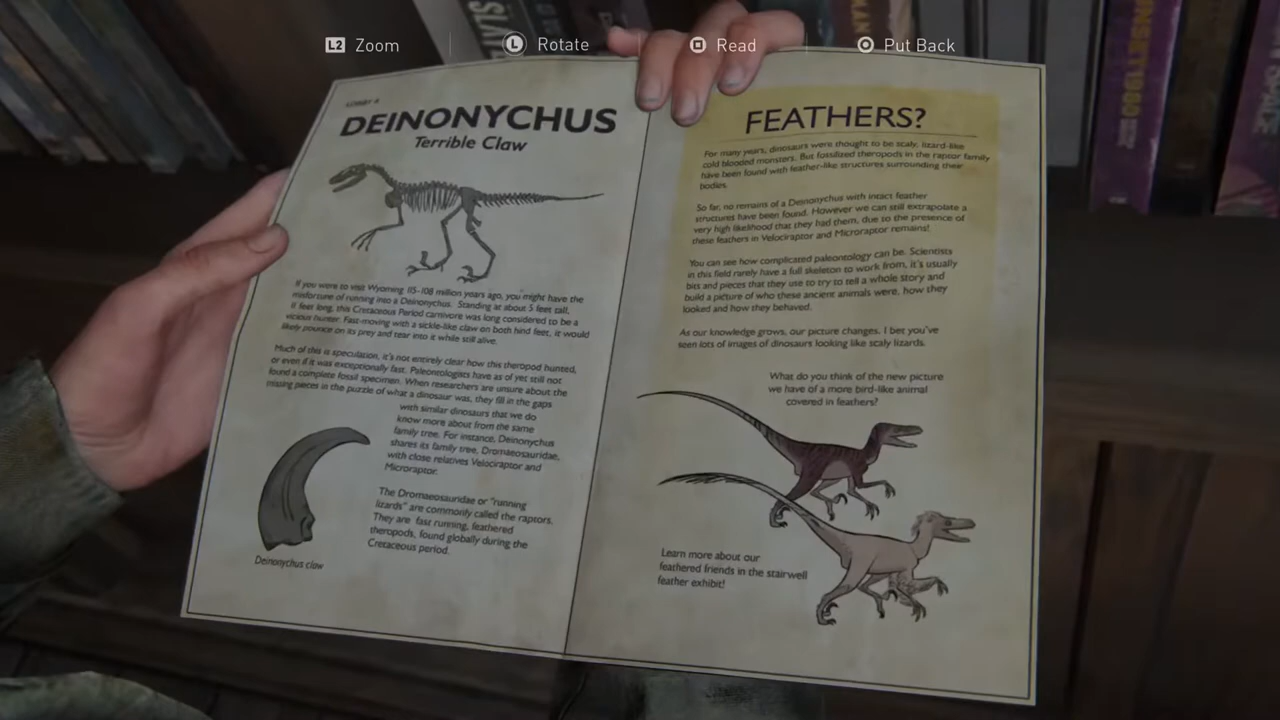 L2 Zoom
L Rotate
Read
Put Back
LOBBY 4
DEINONYCHUS
Terrible Claw
If you were to visit Wyoming 115-108 million years ago, you might have the
misfortune of running into a Deinonychus. Standing at about 5 feet tall,
11 feet long, this Cretaceous Period carnivore was long considered to be a
vicious hunter. Fast-moving with a sickle-like claw on both hind feet, it would
likely pounce on its prey and tear into it while still alive.
Much of this is speculation, it's not entirely clear how this theropod hunted,
or even if it was exceptionally fast. Paleontologists have as of yet still not
found a complete fossil specimen. When researchers are unsure about the
missing pieces in the puzzle of what a dinosaur was, they fill in the gaps
with similar dinosaurs that we do
know more about from the same
family tree. For instance, Deinonychus
shares its family tree, Dromaeosauridae,
with close relatives Velociraptor and
Microraptor.
The Dromaeosauridae or "running
lizards" are commonly called the raptors.
They are fast running, feathered
theropods, found globally during the
Cretaceous period.
Deinonychus claw
FEATHERS?
For many years, dinosaurs were thought to be scaly, lizard-like
cold blooded monsters. But fossilized theropods in the raptor family
have been found with feather-like structures surrounding their
bodies.
So far, no remains of a Deinonychus with intact feather
structures have been found. However we can still extrapolate a
very high likelihood that they had them, due to the presence of
these feathers in Velociraptor and Microraptor remains!
You can see how complicated paleontology can be. Scientists
in this field rarely have a full skeleton to work from, it's usually
bits and pieces that they use to try to tell a whole story and
build a picture of who these ancient animals were, how they
looked and how they behaved.
As our knowledge grows, our picture changes. I bet you've
seen lots of images of dinosaurs looking like scaly lizards.
What do you think of the new picture
we have of a more bird-like animal
covered in feathers?
Learn more about our
feathered friends in the stairwell
feather exhibit!